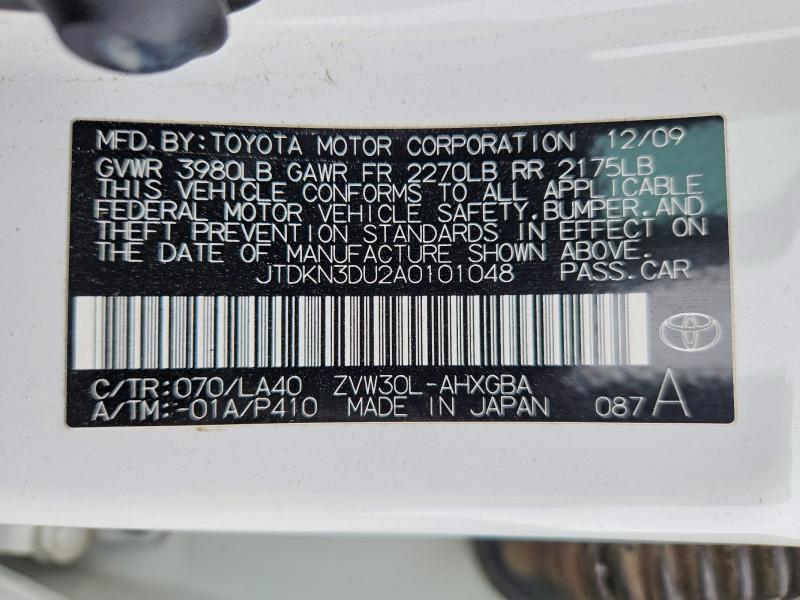 MFD.BY:TOYOTA MOTOR CORPORATION 12/09
GVWR 3980LB GAWR FR 2270LB RR 2175LB
THIS VEHICLE CONFORMS TO ALL APPLICABLE
FEDERAL MOTOR VEHICLE SAFETY,BUMPER,AND
THEFT PREVENTION STANDARDS IN EFFECT ON
THE DATE OF MANUFACTURE SHOWN ABOVE.
JTDKN3DU2A0101048 PASS.CAR
C/TR:070/LA40 ZVW30L-AHXGBA
A/TM:-01A/P410 MADE IN JAPAN 087 A